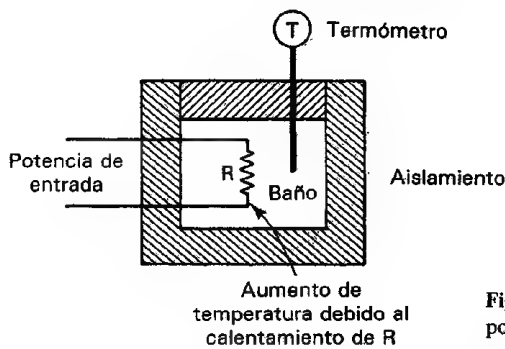 T
Termómetro
Potencia de
entrada
R
Baño
Aislamiento
Aumento de
temperatura debido al
calentamiento de R